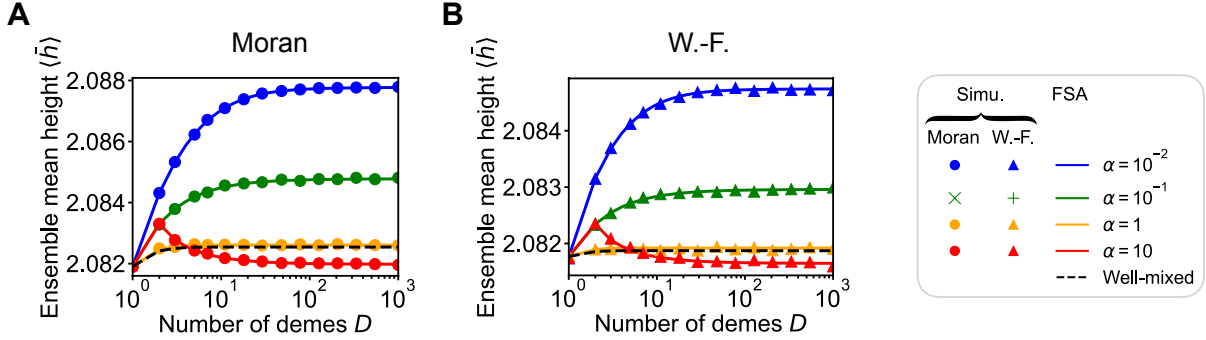 A
Moran
Ensemble mean height ⟨h̄⟩
2.088
2.086
2.084
2.082
10^0
10^1
10^2
10^3
Number of demes D
B
W.-F.
Ensemble mean height ⟨h̄⟩
2.084
2.083
2.082
10^0
10^1
10^2
10^3
Number of demes D
Simu. FSA
Moran W.-F.
α = 10^−2
α = 10^−1
α = 1
α = 10
Well-mixed